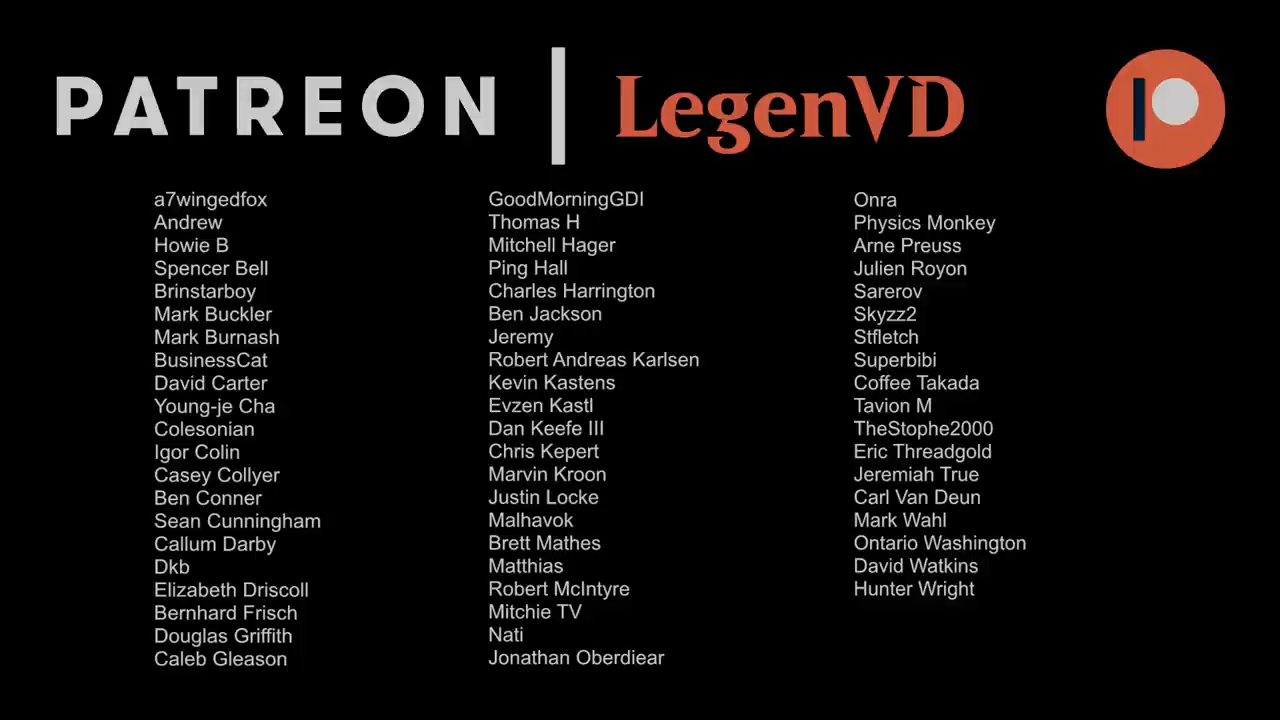 PATREON | LegenVD
a7wingedfox
Andrew
Howie B
Spencer Bell
Brinstarboy
Mark Buckler
Mark Burnash
BusinessCat
David Carter
Young-je Cha
Colesonian
Igor Colin
Casey Collyer
Ben Conner
Sean Cunningham
Callum Darby
Dkb
Elizabeth Driscoll
Bernhard Frisch
Douglas Griffith
Caleb Gleason
GoodMorningGDI
Thomas H
Mitchell Hager
Ping Hall
Charles Harrington
Ben Jackson
Jeremy
Robert Andreas Karlsen
Kevin Kastens
Evzen Kastl
Dan Keefe III
Chris Kepert
Marvin Kroon
Justin Locke
Malhavok
Brett Mathes
Matthias
Robert McIntyre
Mitchie TV
Nati
Jonathan Oberdiear
Onra
Physics Monkey
Arne Preuss
Julien Royon
Sarerov
Skyzz2
Stfletch
Superbibi
Coffee Takada
Tavion M
TheStophe2000
Eric Threadgold
Jeremiah True
Carl Van Deun
Mark Wahl
Ontario Washington
David Watkins
Hunter Wright